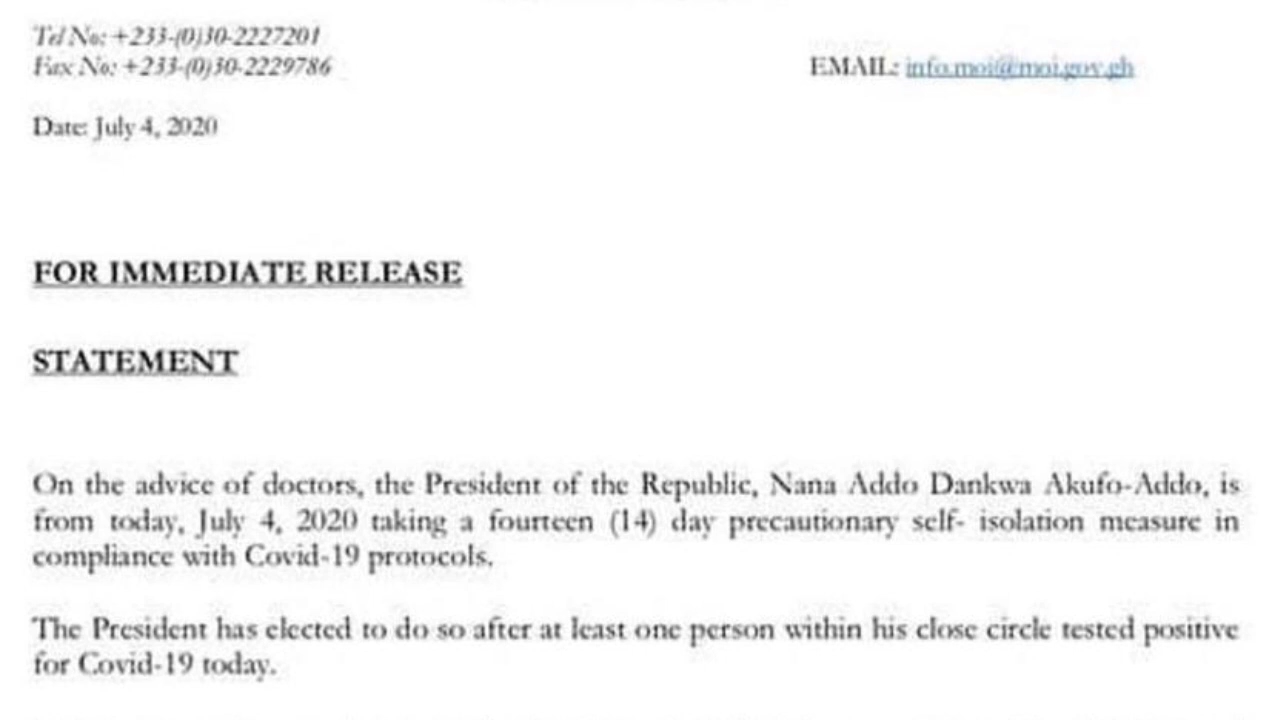 Tel No: +233-(0)30-2227201
Fax No: +233-(0)30-2229786
EMAIL: info.moi@moi.gov.gh
Date: July 4, 2020
FOR IMMEDIATE RELEASE
STATEMENT
On the advice of doctors, the President of the Republic, Nana Addo Dankwa Akufo-Addo, is
from today, July 4, 2020 taking a fourteen (14) day precautionary self- isolation measure in
compliance with Covid-19 protocols.
The President has elected to do so after at least one person within his close circle tested positive
for Covid-19 today.